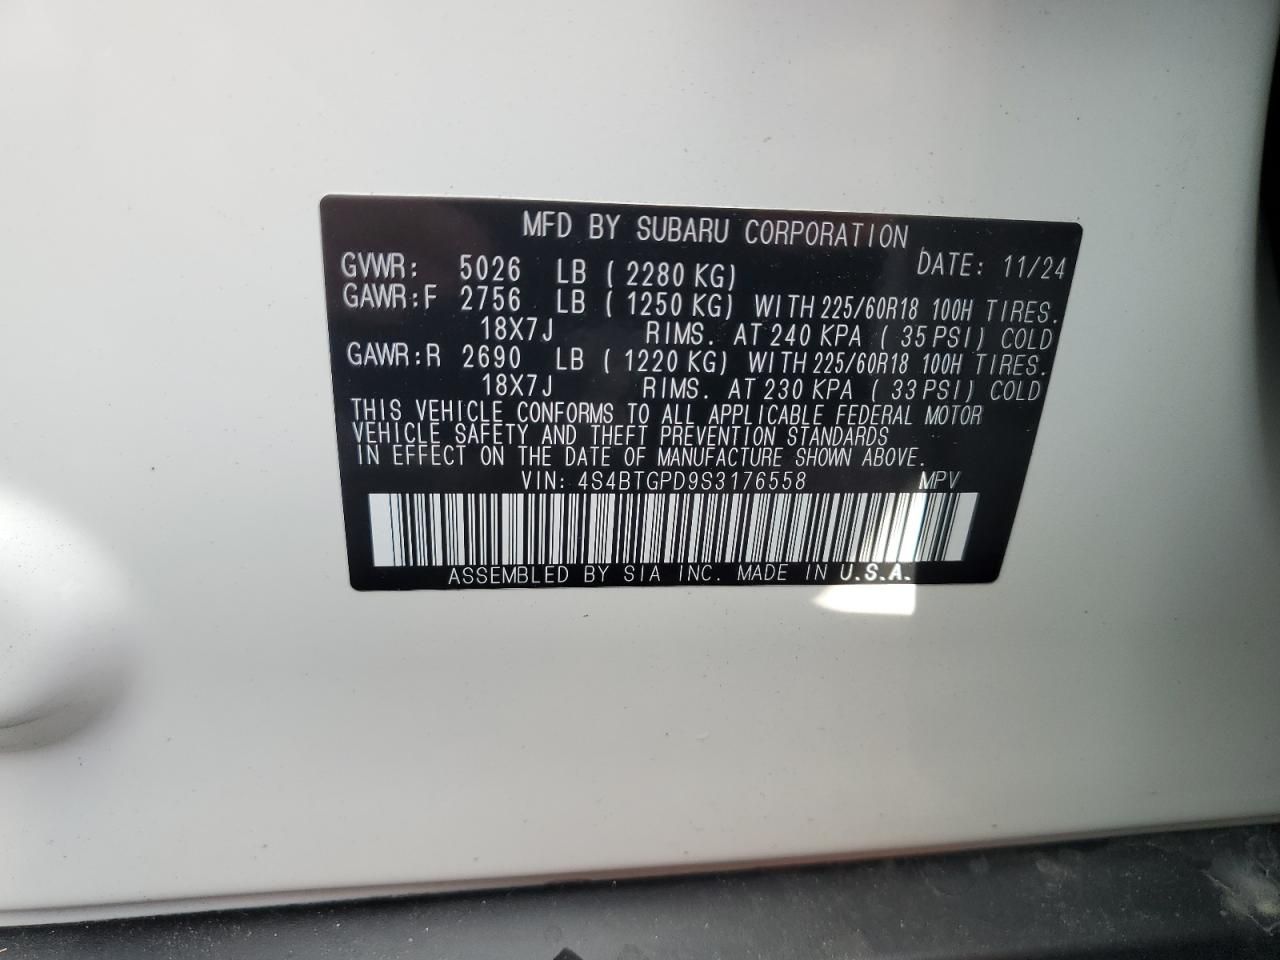 MFD BY SUBARU CORPORATION
GVWR: 5026 LB ( 2280 KG) DATE: 11/24
GAWR:F 2756 LB ( 1250 KG) WITH 225/60R18 100H TIRES.
18X7J RIMS. AT 240 KPA ( 35 PSI) COLD
GAWR:R 2690 LB ( 1220 KG) WITH 225/60R18 100H TIRES.
18X7J RIMS. AT 230 KPA ( 33 PSI) COLD
THIS VEHICLE CONFORMS TO ALL APPLICABLE FEDERAL MOTOR
VEHICLE SAFETY AND THEFT PREVENTION STANDARDS
IN EFFECT ON THE DATE OF MANUFACTURE SHOWN ABOVE.
VIN: 4S4BTGPD9S3176558 MPV
ASSEMBLED BY SIA INC. MADE IN U.S.A.